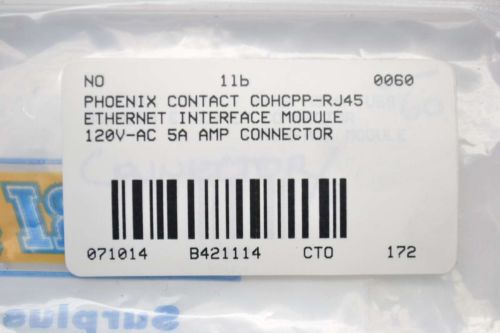 NO 1lb 0060
PHOENIX CONTACT CDHCPP-RJ45
ETHERNET INTERFACE MODULE
120V-AC 5A AMP CONNECTOR
071014 B421114 CTO 172
Surplus